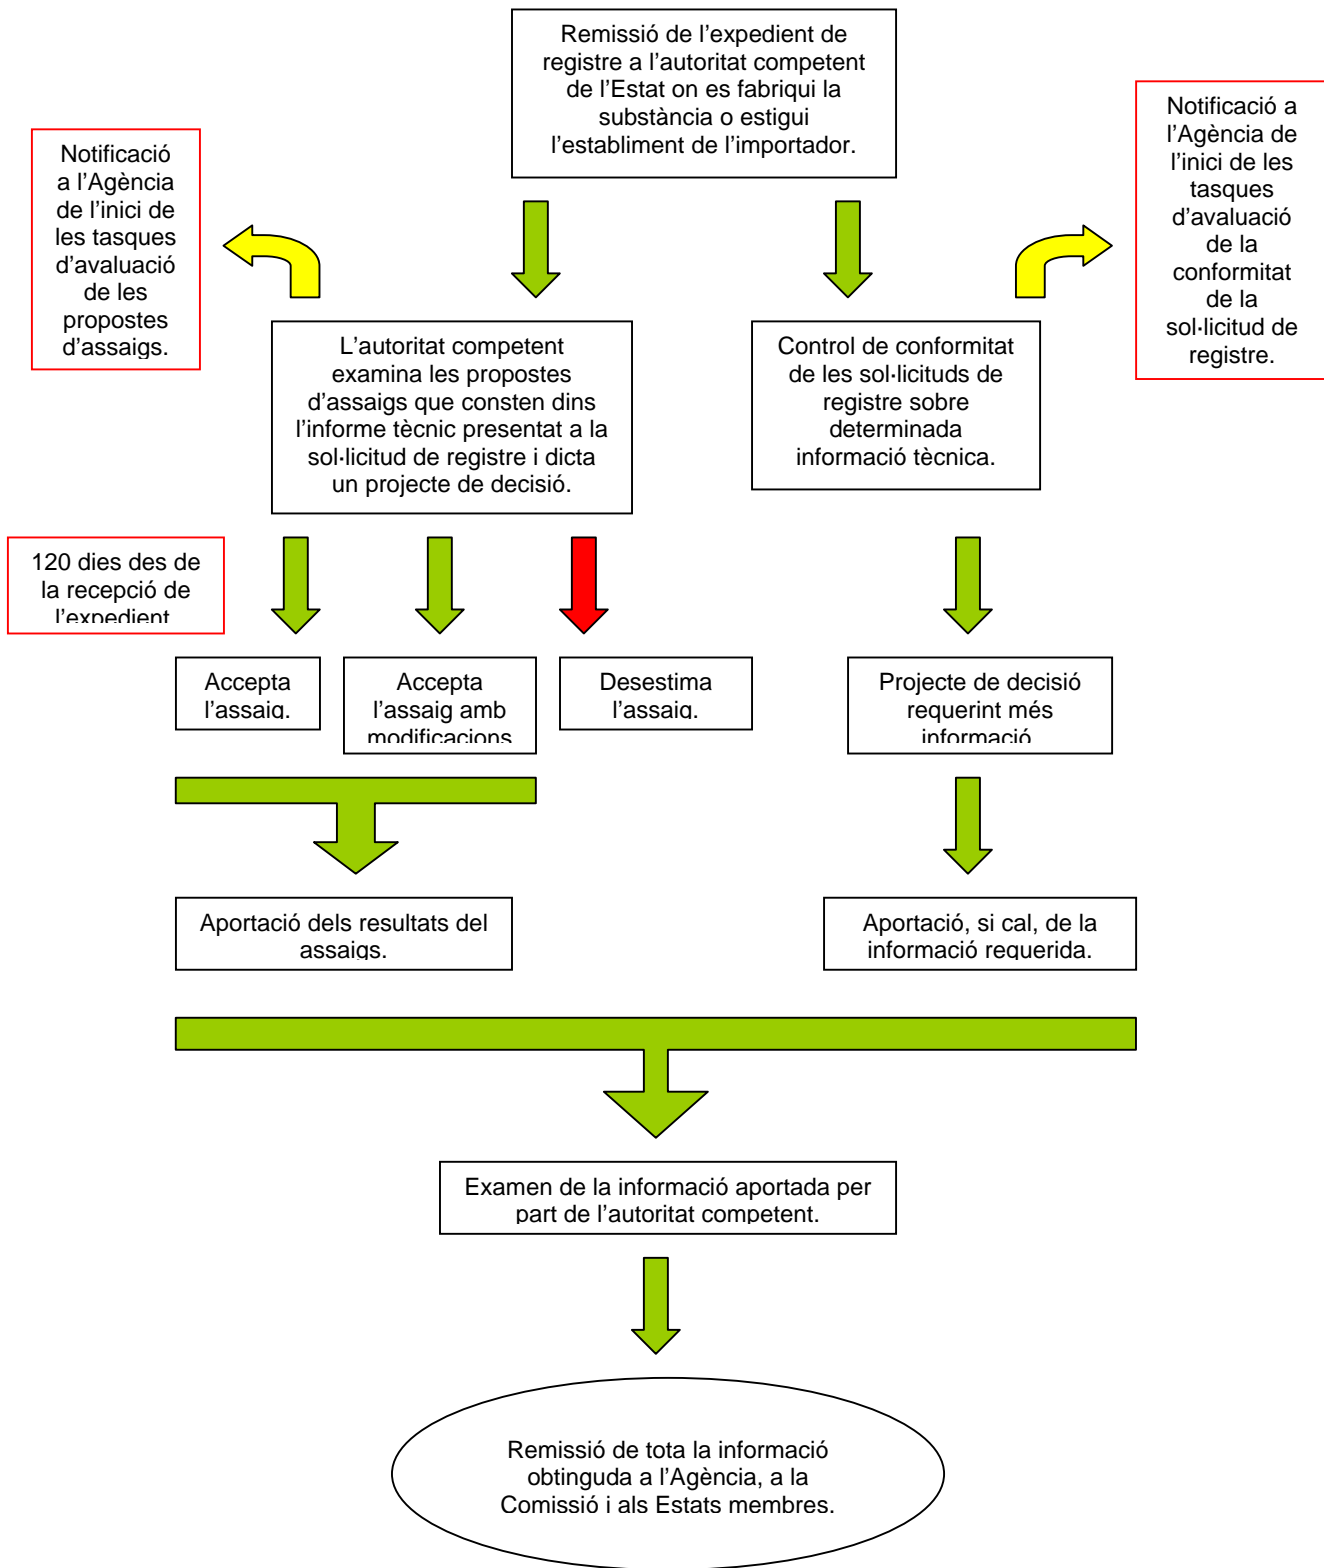 Remissió de l’expedient de
registre a l’autoritat competent
de l’Estat on es fabriqui la
substància o estigui
l’establiment de l’importador.
Notificació
a l’Agència
de l’inici de
les tasques
d’avaluació
de les
propostes
d’assaigs.
Notificació a
l’Agència de
l’inici de les
tasques
d’avaluació
de la
conformitat
de la
sol·licitud de
registre.
L’autoritat competent
examina les propostes
d’assaigs que consten dins
l’informe tècnic presentat a la
sol·licitud de registre i dicta
un projecte de decisió.
Control de conformitat
de les sol·licituds de
registre sobre
determinada
informació tècnica.
120 dies des de
la recepció de
l’expedient
Accepta
l’assaig.
Accepta
l’assaig amb
modificacions
Desestima
l’assaig.
Projecte de decisió
requerint més
informació
Aportació dels resultats del
assaigs.
Aportació, si cal, de la
informació requerida.
Examen de la informació aportada per
part de l’autoritat competent.
Remissió de tota la informació
obtinguda a l’Agència, a la
Comissió i als Estats membres.